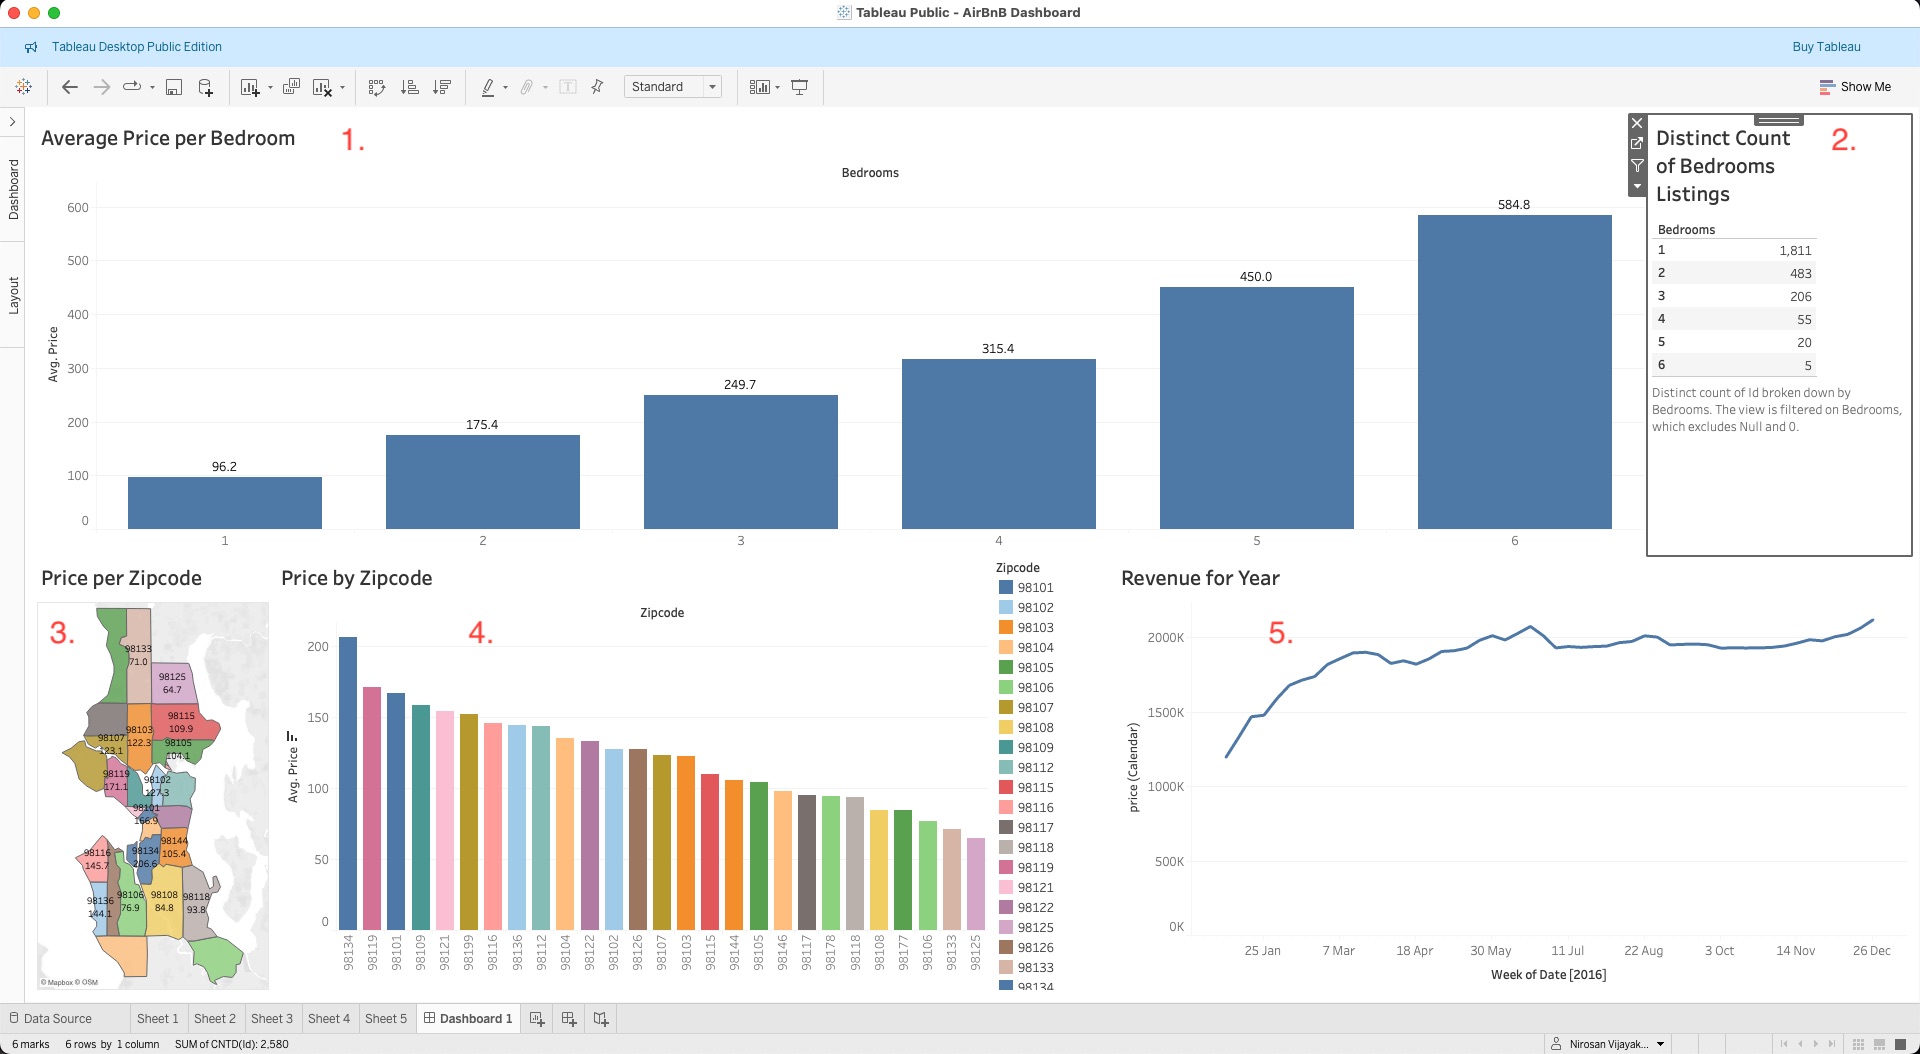 Tableau Public - AirBnB Dashboard
Tableau Desktop Public Edition
Buy Tableau
Standard
Show Me
Dashboard
Layout
Average Price per Bedroom
1.
Bedrooms
Avg. Price
600
500
400
300
200
100
0
96.2
175.4
249.7
315.4
450.0
584.8
1
2
3
4
5
6
Distinct Count
of Bedrooms
Listings
2.
Bedrooms
1 1,811
2 483
3 206
4 55
5 20
6 5
Distinct count of Id broken down by
Bedrooms. The view is filtered on Bedrooms,
which excludes Null and 0.
Price per Zipcode
3.
98133
71.0
98125
64.7
98115
109.9
98103
122.3
98107
123.1
98105
104.1
98119
171.1
98102
127.3
98101
166.9
98144
105.4
98134
206.6
98116
145.7
98136
144.1
98106
76.9
98108
84.8
98118
93.8
© Mapbox © OSM
Price by Zipcode
4.
Zipcode
Avg. Price
200
150
100
50
0
98134
98119
98101
98109
98121
98199
98116
98136
98112
98104
98122
98102
98126
98107
98103
98115
98144
98105
98146
98117
98178
98118
98108
98177
98106
98133
98125
Zipcode
98101
98102
98103
98104
98105
98106
98107
98108
98109
98112
98115
98116
98117
98118
98119
98121
98122
98125
98126
98133
98134
Revenue for Year
5.
price (Calendar)
2000K
1500K
1000K
500K
0K
25 Jan
7 Mar
18 Apr
30 May
11 Jul
22 Aug
3 Oct
14 Nov
26 Dec
Week of Date [2016]
Data Source
Sheet 1
Sheet 2
Sheet 3
Sheet 4
Sheet 5
Dashboard 1
6 marks
6 rows by 1 column
SUM of CNTD(Id): 2,580
Nirosan Vijayak...